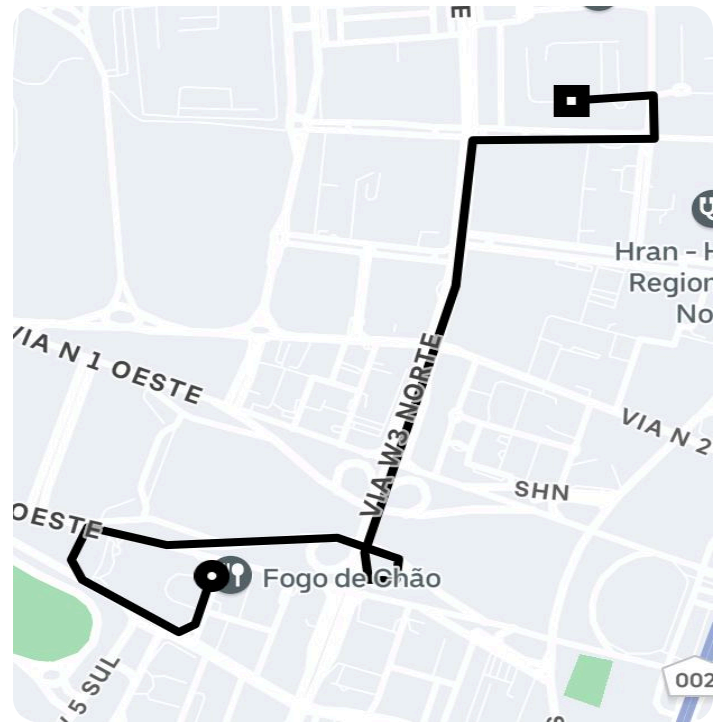 Hran - H
Region
No
VIA N 1 OESTE
VIA W3 NORTE
VIA N 2
SHN
OESTE
Fogo de Chão
5 SUL
002